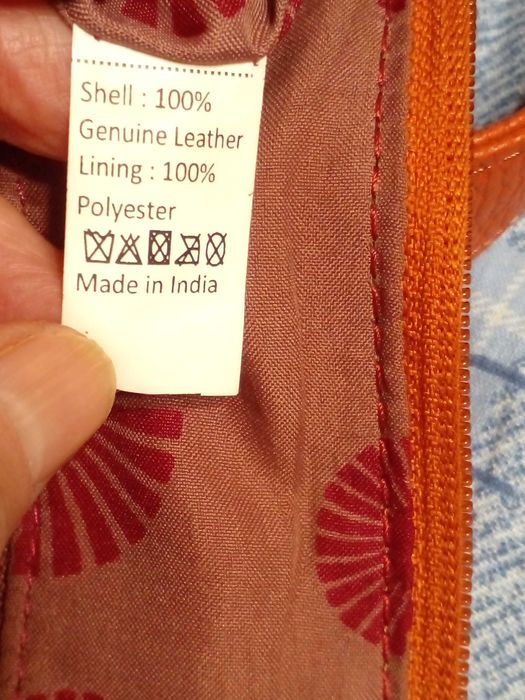 Shell : 100%
Genuine Leather
Lining : 100%
Polyester
Made in India